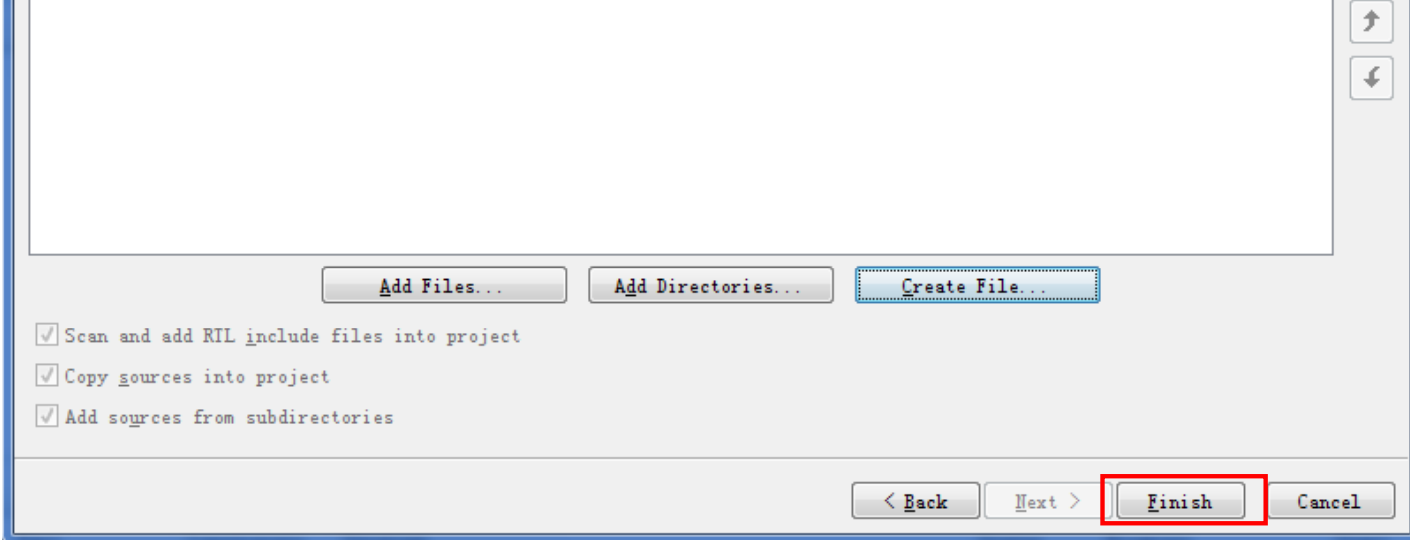 Add Files... Add Directories... Create File...
Scan and add RTL include files into project
Copy sources into project
Add sources from subdirectories
< Back Next > Finish Cancel